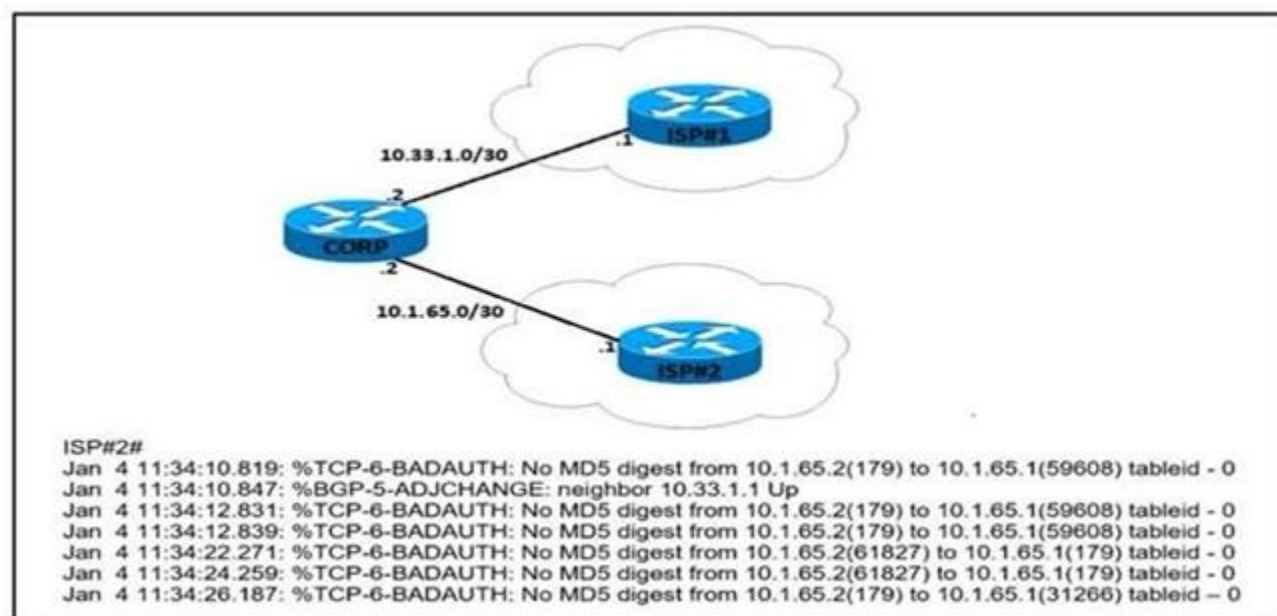 ISP#1
.1
10.33.1.0/30
.2
CORP
.2
10.1.65.0/30
.1
ISP#2
ISP#2#
Jan 4 11:34:10.819: %TCP-6-BADAUTH: No MD5 digest from 10.1.65.2(179) to 10.1.65.1(59608) tableid - 0
Jan 4 11:34:10.847: %BGP-5-ADJCHANGE: neighbor 10.33.1.1 Up
Jan 4 11:34:12.831: %TCP-6-BADAUTH: No MD5 digest from 10.1.65.2(179) to 10.1.65.1(59608) tableid - 0
Jan 4 11:34:12.839: %TCP-6-BADAUTH: No MD5 digest from 10.1.65.2(179) to 10.1.65.1(59608) tableid - 0
Jan 4 11:34:22.271: %TCP-6-BADAUTH: No MD5 digest from 10.1.65.2(61827) to 10.1.65.1(179) tableid - 0
Jan 4 11:34:24.259: %TCP-6-BADAUTH: No MD5 digest from 10.1.65.2(61827) to 10.1.65.1(179) tableid - 0
Jan 4 11:34:26.187: %TCP-6-BADAUTH: No MD5 digest from 10.1.65.2(179) to 10.1.65.1(31266) tableid – 0